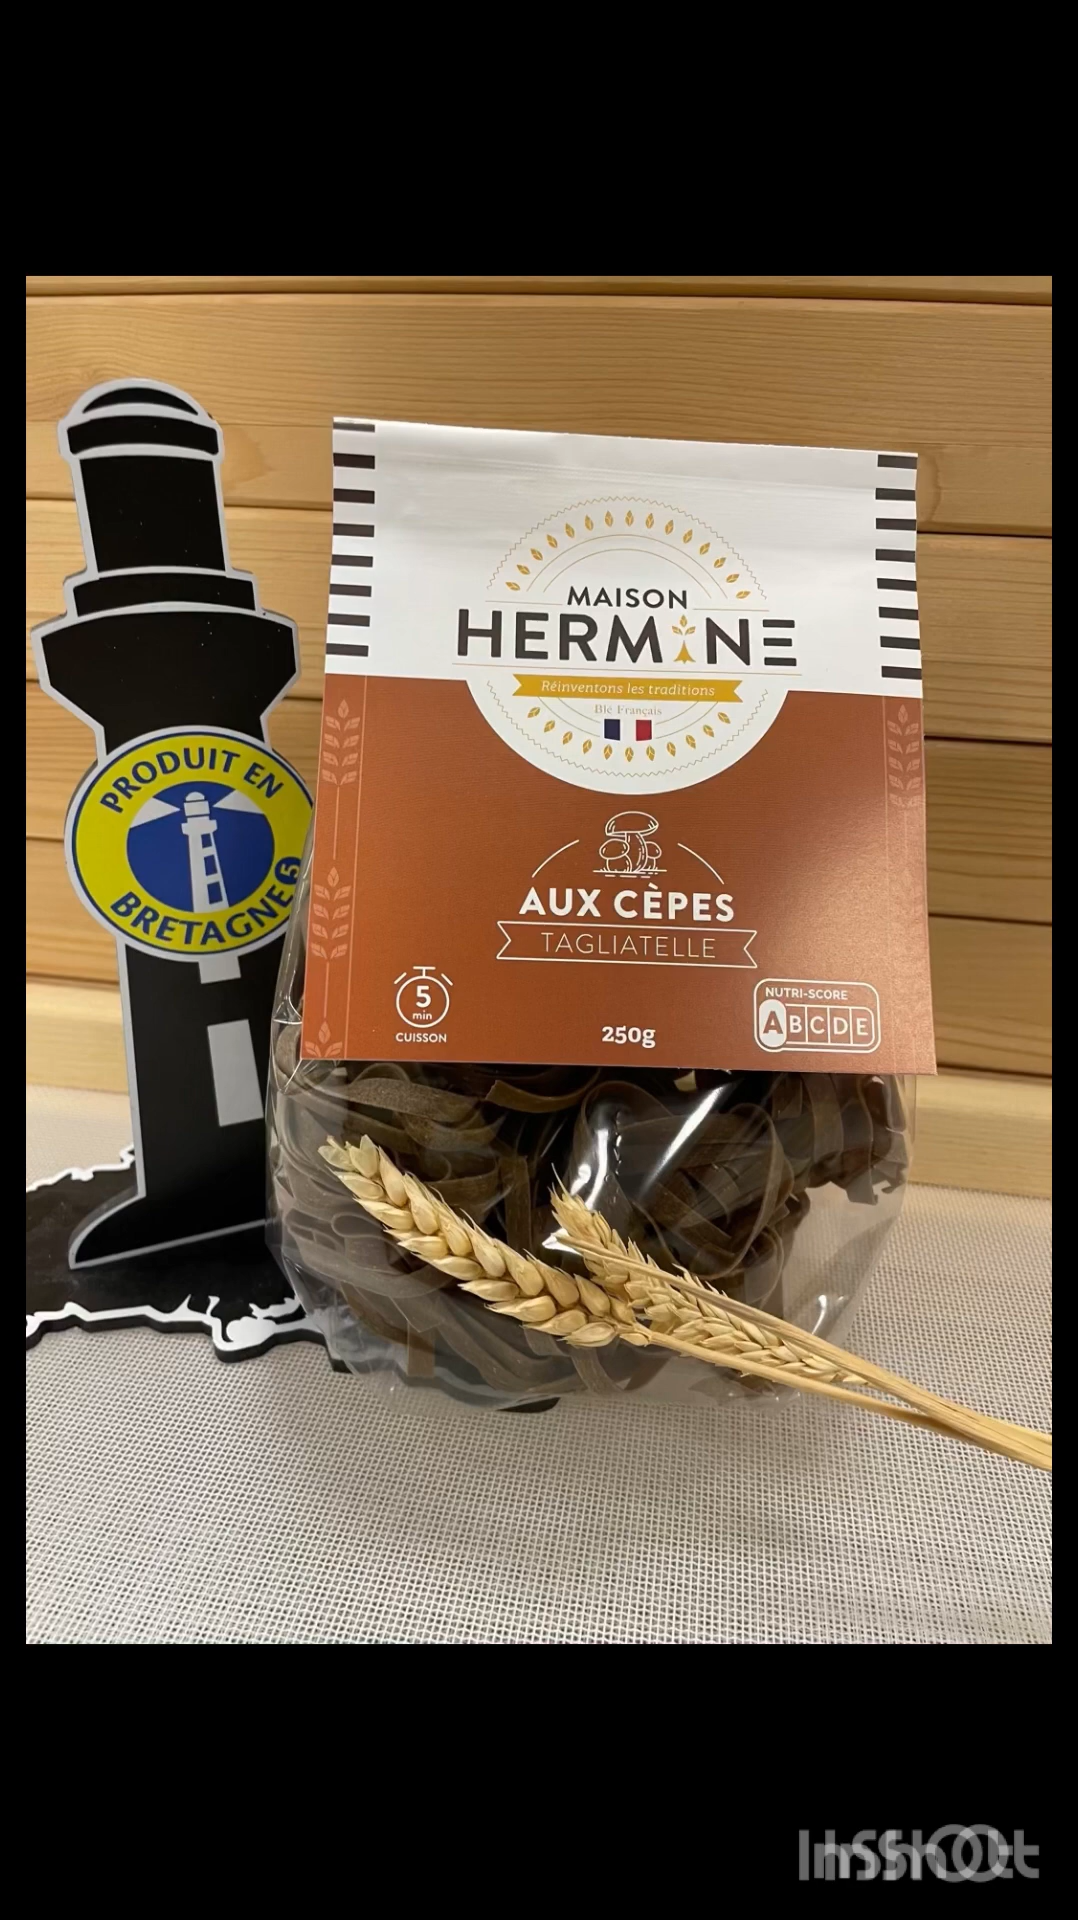 MAISON
HERMINE
Réinventons les traditions
Blé Français
PRODUIT EN
BRETAGNE
AUX CÈPES
TAGLIATELLE
5
min
CUISSON
250g
NUTRI-SCORE
ABCDE